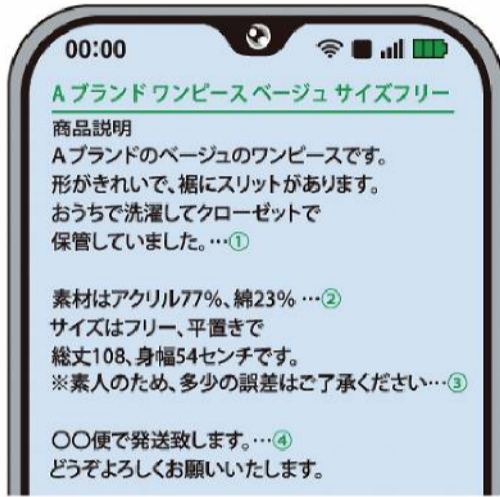 00:00
A ブランド ワンピース ベージュ サイズフリー
商品説明
Aブランドのベージュのワンピースです。
形がきれいで、裾にスリットがあります。
おうちで洗濯してクローゼットで
保管していました。…①
素材はアクリル77%、綿23% …②
サイズはフリー、平置きで
総丈108、身幅54センチです。
※素人のため、多少の誤差はご了承ください…③
〇〇便で発送致します。…④
どうぞよろしくお願いいたします。